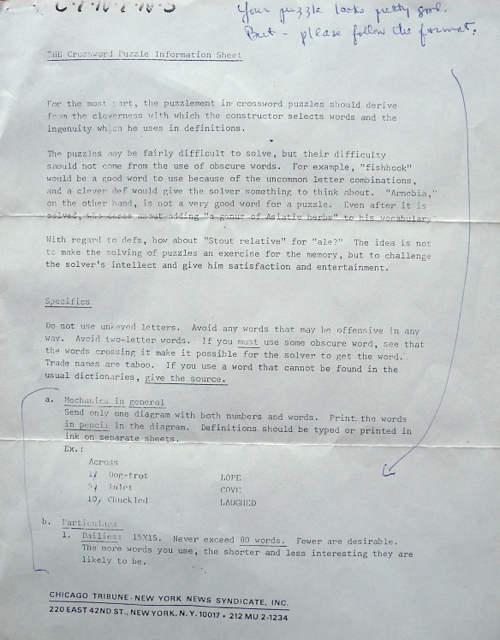 Your puzzle looks pretty good.
But - please follow the format.
THE Crossword Puzzle Information Sheet
For the most part, the puzzlement in crossword puzzles should derive
from the cleverness with which the constructor selects words and the
ingenuity which he uses in definitions.
The puzzles may be fairly difficult to solve, but their difficulty
should not come from the use of obscure words. For example, "fishhook"
would be a good word to use because of the uncommon letter combinations,
and a clever def would give the solver something to think about. "Arnebia,"
on the other hand, is not a very good word for a puzzle. Even after it is
solved, who cares about adding "a genus of Asiatic herbs" to his vocabulary
With regard to defs, how about "Stout relative" for "ale?" The idea is not
to make the solving of puzzles an exercise for the memory, but to challenge
the solver's intellect and give him satisfaction and entertainment.
Specifics
Do not use unkeyed letters. Avoid any words that may be offensive in any
way. Avoid two-letter words. If you must use some obscure word, see that
the words crossing it make it possible for the solver to get the word.
Trade names are taboo. If you use a word that cannot be found in the
usual dictionaries, give the source.
a. Mechanics in general
Send only one diagram with both numbers and words. Print the words
in pencil in the diagram. Definitions should be typed or printed in
ink on separate sheets.
Ex.:
Across
Dog-trot LOPE
Inlet COVE
10, Chuckled LAUGHED
b. Particulars
1. Dailies: 15X15. Never exceed 80 words. Fewer are desirable.
The more words you use, the shorter and less interesting they are
likely to be.
CHICAGO TRIBUNE-NEW YORK NEWS SYNDICATE, INC.
220 EAST 42ND ST., NEW YORK, N.Y. 10017 • 212 MU 2-1234